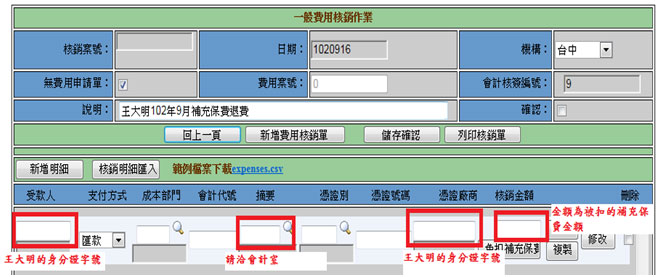 一般費用核銷作業
核銷案號： 日期： 1020916 機構： 台中
無費用申請單： 費用案號： 0 會計核簽編號： 9
說明： 王大明102年9月補充保費退費 確認：
回上一頁 新增費用核銷單 儲存確認 列印核銷單
新增明細 核銷明細匯入 範例檔案下載expenses.csv
受款人 支付方式 成本部門 會計代號 摘要 憑證別 憑證號碼 憑證廠商 核銷金額 刪除
金額為被扣的補充保
費金額
匯款 補充保費 複製 修改
王大明的身分證字號 請洽會計室 王大明的身分證字號